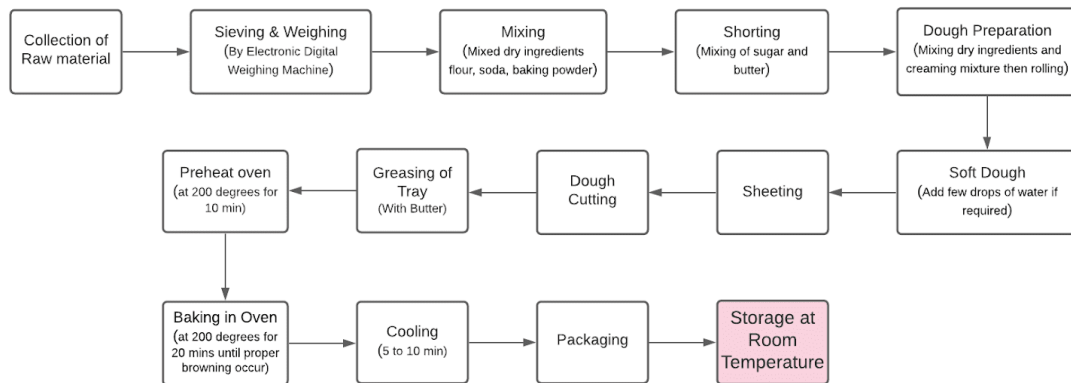 Collection of
Raw material
Sieving & Weighing
(By Electronic Digital
Weighing Machine)
Mixing
(Mixed dry ingredients
flour, soda, baking powder)
Shorting
(Mixing of sugar and
butter)
Dough Preparation
(Mixing dry ingredients and
creaming mixture then rolling)
Soft Dough
(Add few drops of water if
required)
Sheeting
Dough
Cutting
Greasing of
Tray
(With Butter)
Preheat oven
(at 200 degrees for
10 min)
Baking in Oven
(at 200 degrees for
20 mins until proper
browning occur)
Cooling
(5 to 10 min)
Packaging
Storage at
Room
Temperature